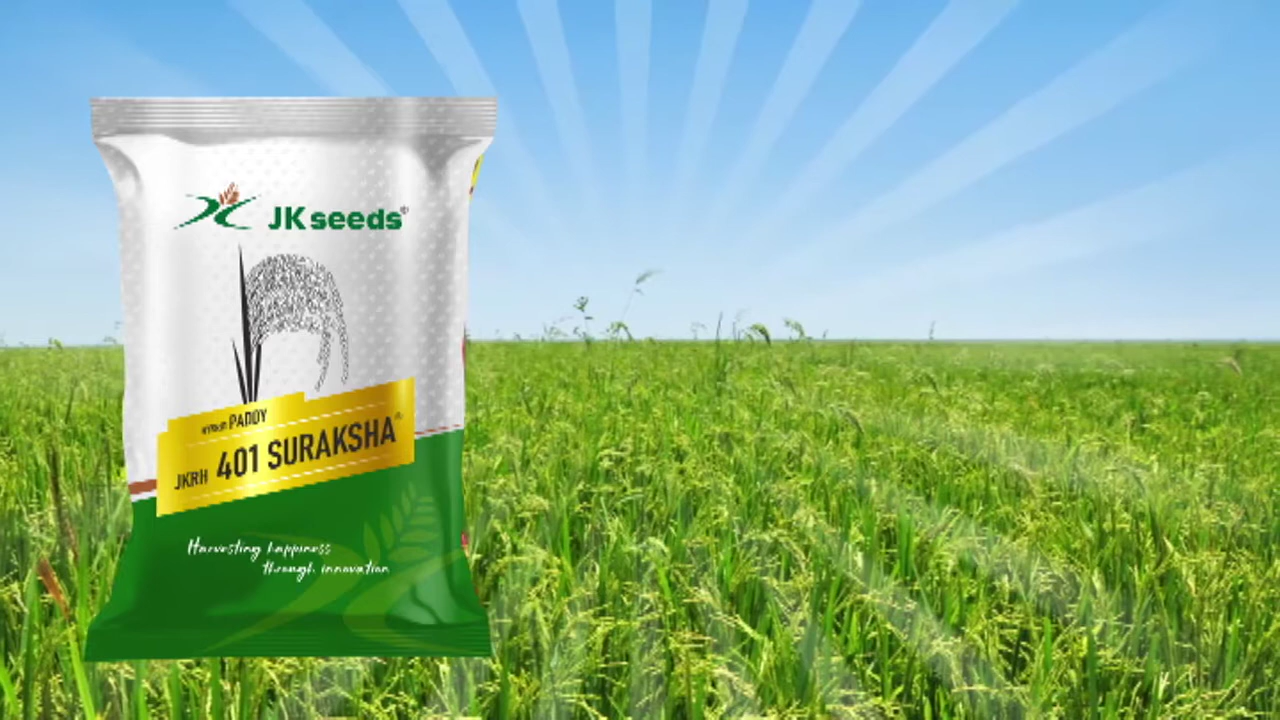 JK seeds®
HYBRID PADDY
JKRH 401 SURAKSHA®
Harvesting happiness
through innovation